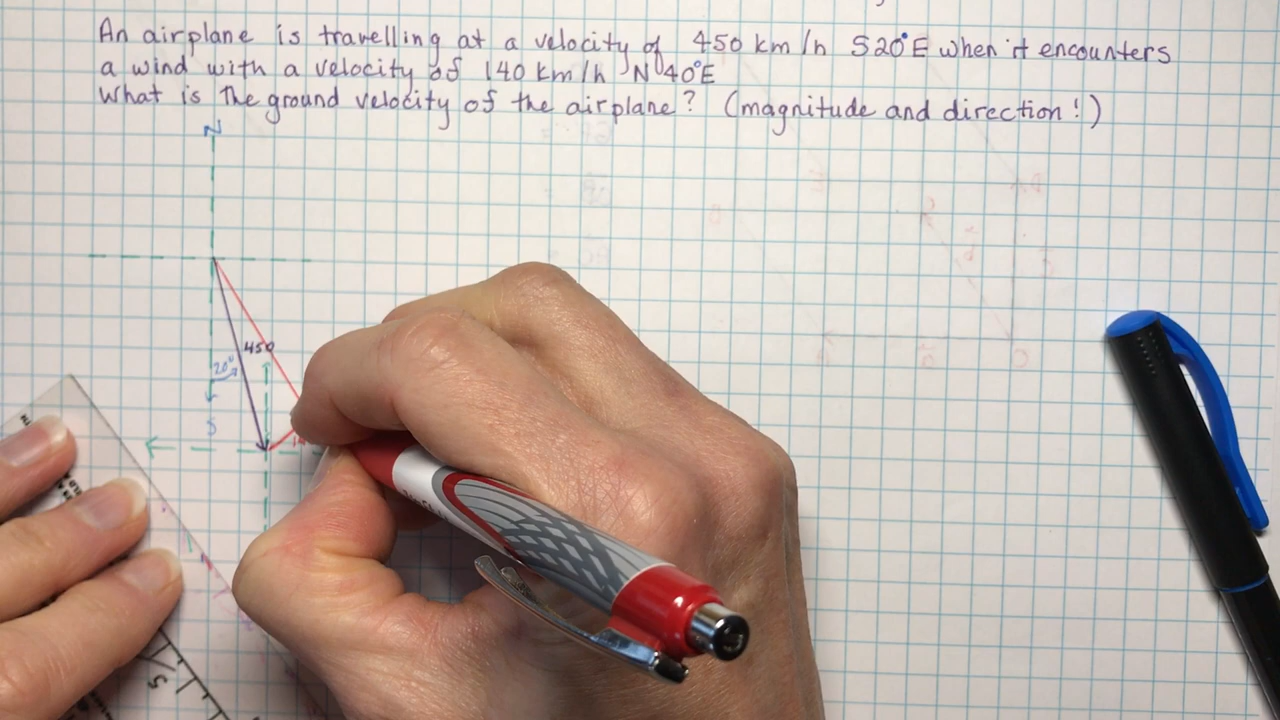 An airplane is travelling at a velocity of 450 km/h S20°E when it encounters
a wind with a velocity of 140 km/h N40°E
What is the ground velocity of the airplane? (magnitude and direction!)
N
450
20°
S
5